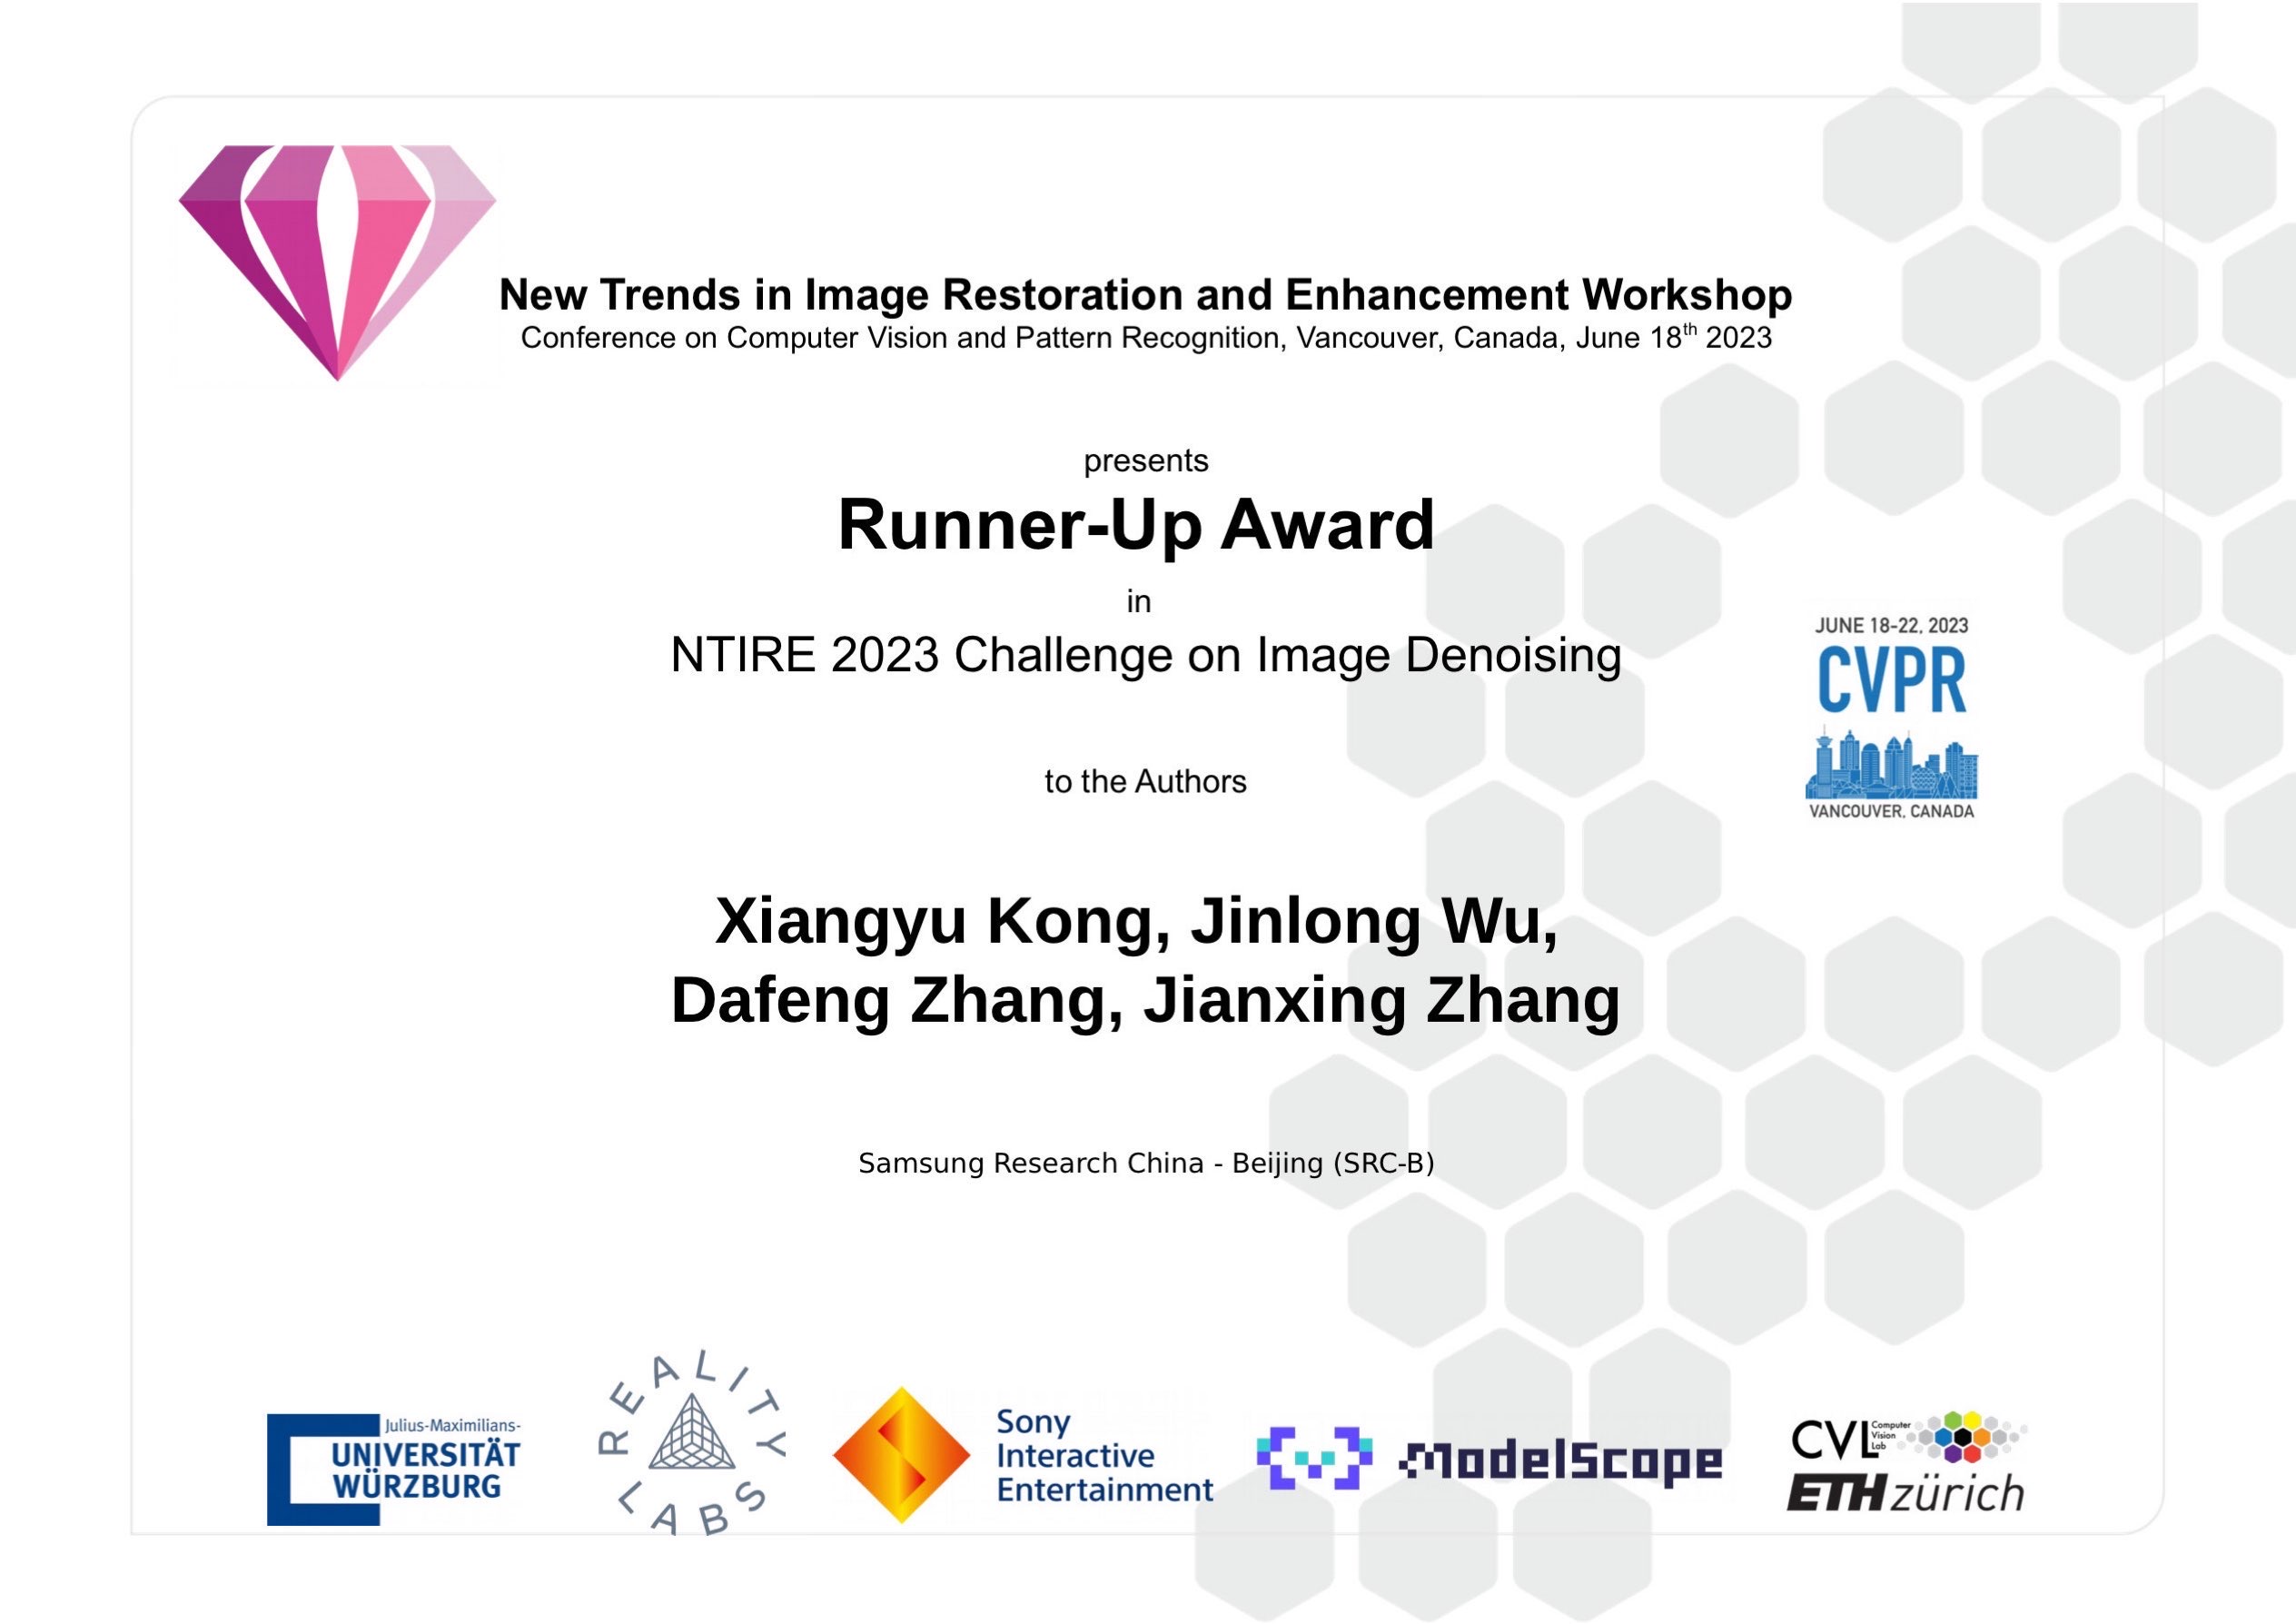 New Trends in Image Restoration and Enhancement Workshop
Conference on Computer Vision and Pattern Recognition, Vancouver, Canada, June 18th 2023
presents
Runner-Up Award
in
NTIRE 2023 Challenge on Image Denoising
to the Authors
JUNE 18-22, 2023
CVPR
VANCOUVER, CANADA
Xiangyu Kong, Jinlong Wu,
Dafeng Zhang, Jianxing Zhang
Samsung Research China - Beijing (SRC-B)
Julius-Maximilians-
UNIVERSITÄT
WÜRZBURG
REALITY
LABS
Sony
Interactive
Entertainment
ModelScope
CVL
Computer
Vision
Lab
ETH zürich